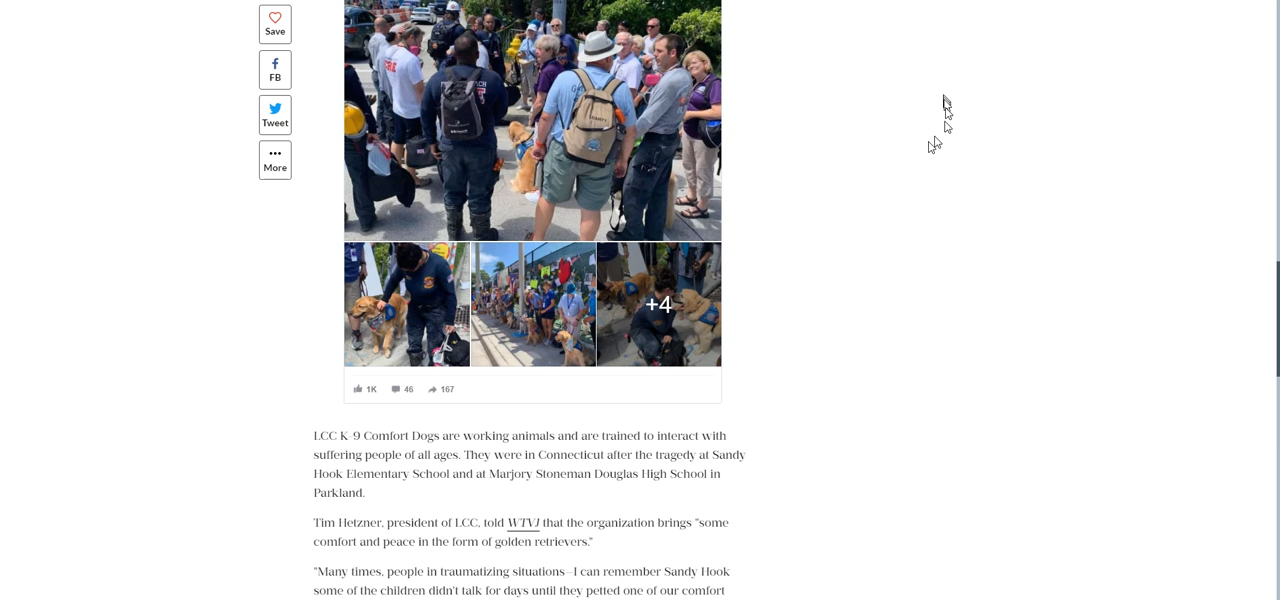 Save
FB
Tweet
More
+4
1K 46 167
LCC K-9 Comfort Dogs are working animals and are trained to interact with
suffering people of all ages. They were in Connecticut after the tragedy at Sandy
Hook Elementary School and at Marjory Stoneman Douglas High School in
Parkland.
Tim Hetzner, president of LCC, told WTVJ that the organization brings "some
comfort and peace in the form of golden retrievers."
"Many times, people in traumatizing situations—I can remember Sandy Hook
some of the children didn't talk for days until they petted one of our comfort